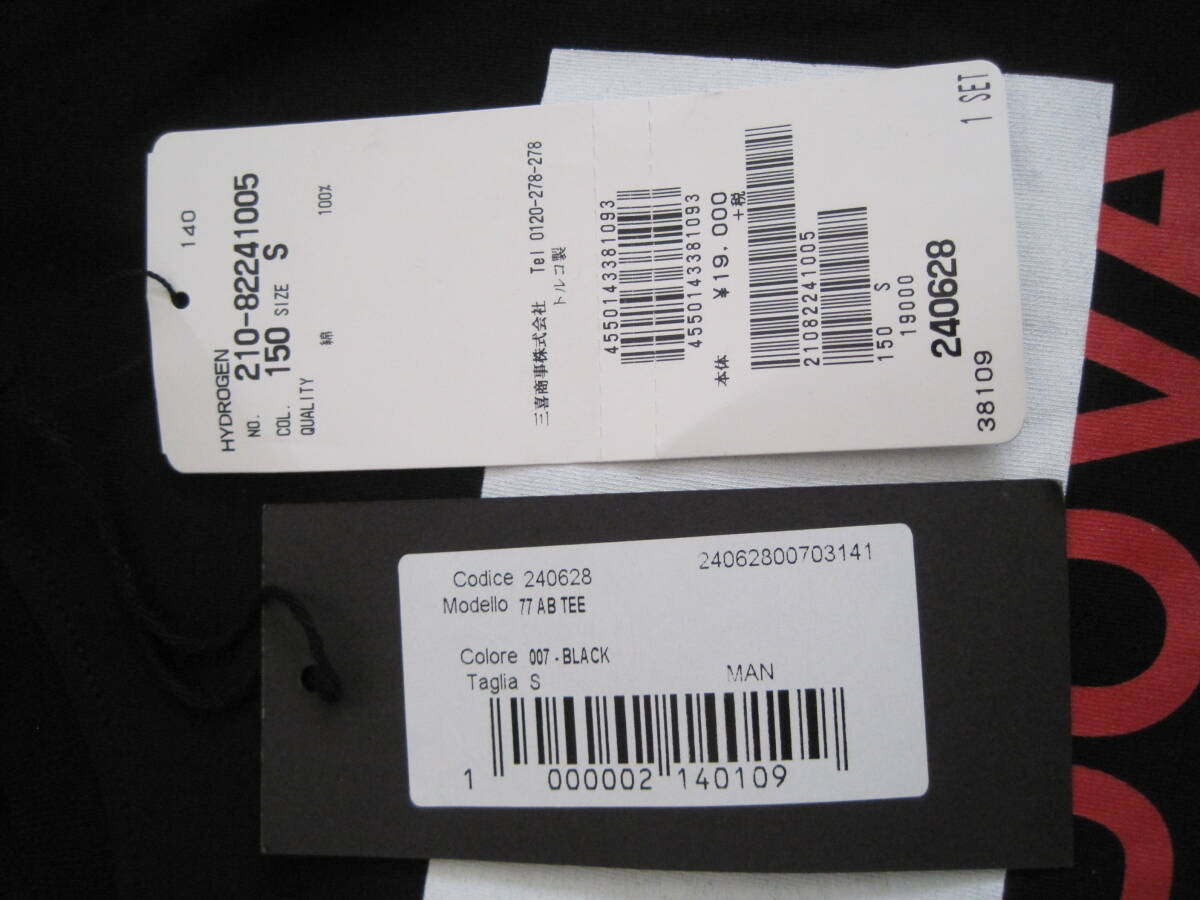 140
HYDROGEN
NO. 210-82241005
COL. 150 SIZE S
QUALITY
綿 100%
三喜商事株式会社 Tel 0120-278-278
トルコ製
4550143381093
4550143381093
本体 ¥19.000
+税
21082241005
150 S
19000
240628
38109 1 SET
Codice 240628 24062800703141
Modello 77 AB TEE
Colore 007 - BLACK
Taglia S MAN
1 000002 140109